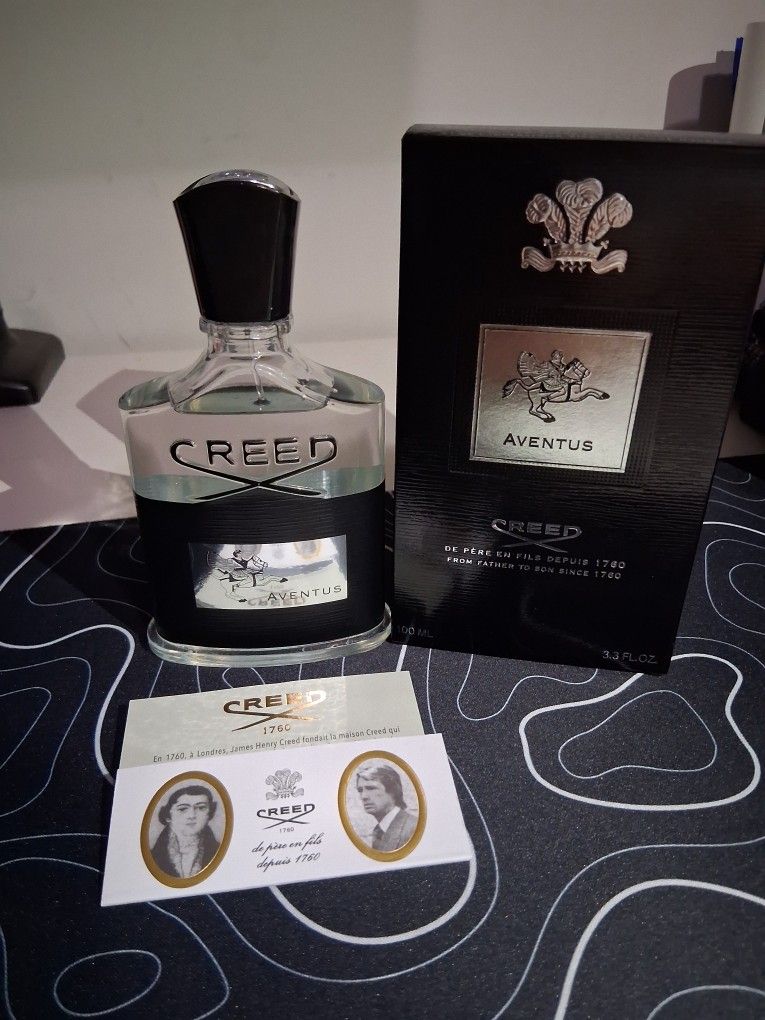 CREED
AVENTUS
AVENTUS
CREED
DE PÈRE EN FILS DEPUIS 1760
FROM FATHER TO SON SINCE 1760
100 ML
3.3 FL.OZ.
CREED
1760
En 1760, à Londres, James Henry Creed fondait la maison Creed qui
CREED
1760
de père en fils
depuis 1760